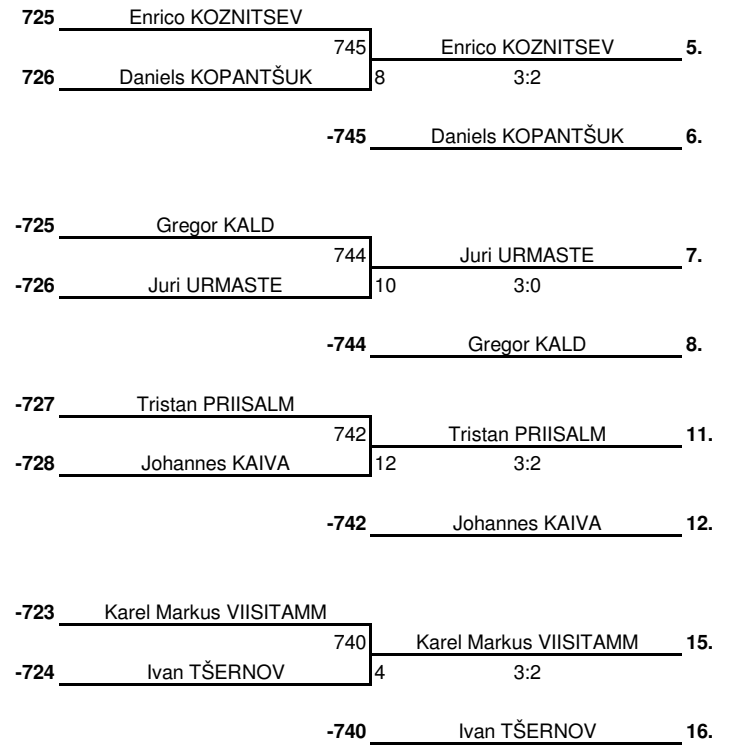 725 Enrico KOZNITSEV
745 Enrico KOZNITSEV 5.
726 Daniels KOPANTŠUK 8 3:2
-745 Daniels KOPANTŠUK 6.
-725 Gregor KALD
744 Juri URMASTE 7.
-726 Juri URMASTE 10 3:0
-744 Gregor KALD 8.
-727 Tristan PRIISALM
742 Tristan PRIISALM 11.
-728 Johannes KAIVA 12 3:2
-742 Johannes KAIVA 12.
-723 Karel Markus VIISITAMM
740 Karel Markus VIISITAMM 15.
-724 Ivan TŠERNOV 4 3:2
-740 Ivan TŠERNOV 16.